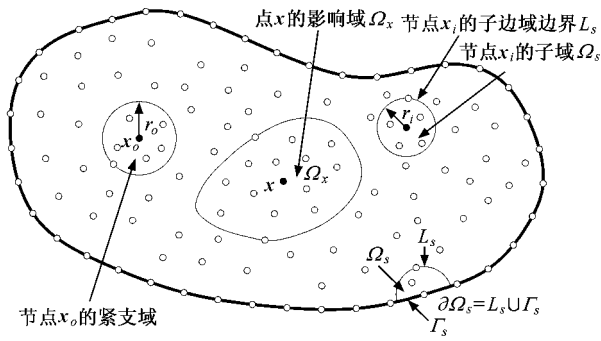 点x的影响域Ωx
节点xi的子边域边界Ls
节点xi的子域Ωs
ro
xo
ri
x
Ωx
Ls
Ωs
∂Ωs=Ls∪Γs
Γs
节点xo的紧支域